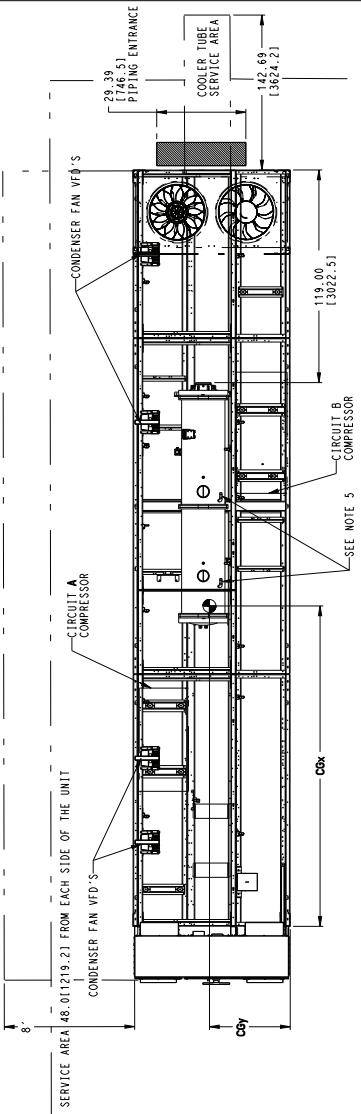 29.39
[746.5]
PIPING ENTRANCE
COOLER TUBE
SERVICE AREA
142.69
[3624.2]
CONDENSER FAN VFD'S
119.00
[3022.5]
CIRCUIT B
COMPRESSOR
SEE NOTE 5
CIRCUIT A
COMPRESSOR
CGx
SERVICE AREA 48.0[1219.2] FROM EACH SIDE OF THE UNIT
CONDENSER FAN VFD'S
8'
CGy